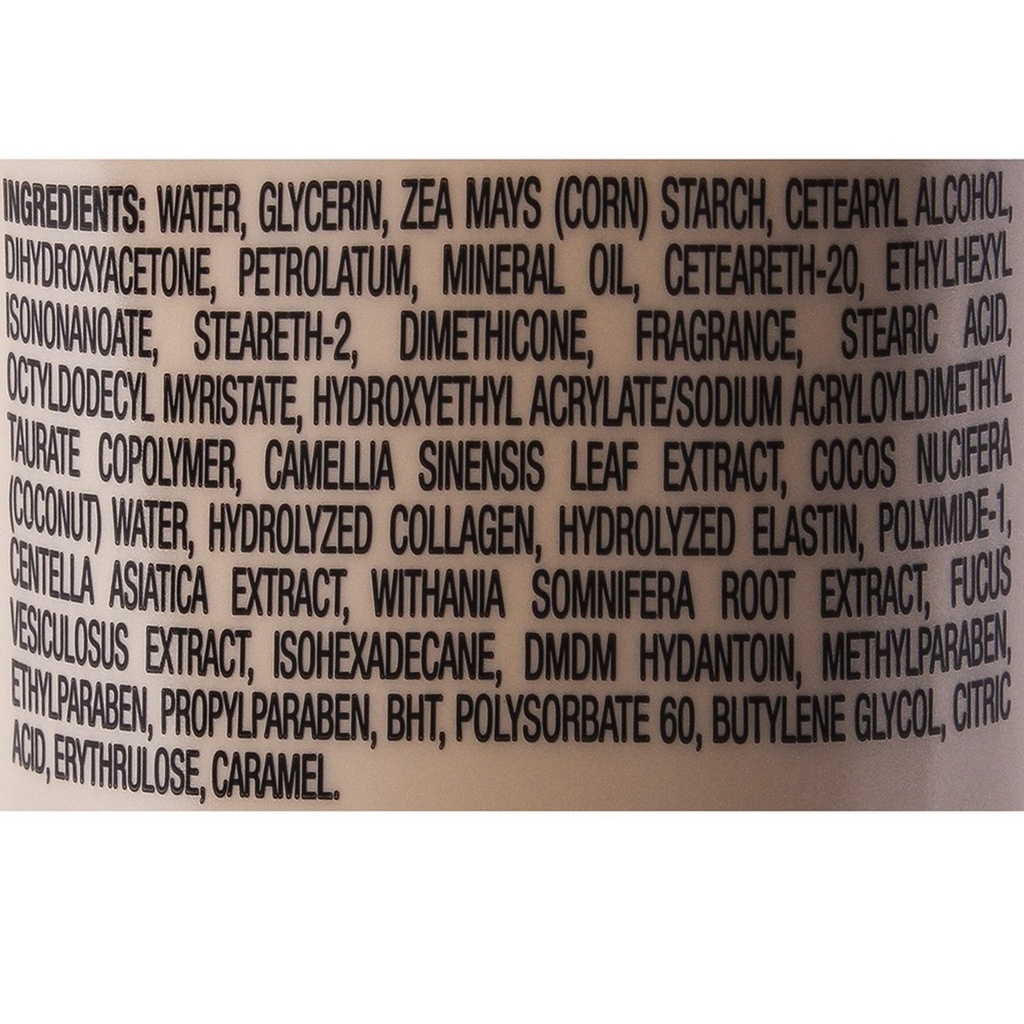 INGREDIENTS: WATER, GLYCERIN, ZEA MAYS (CORN) STARCH, CETEARYL ALCOHOL,
DIHYDROXYACETONE, PETROLATUM, MINERAL OIL, CETEARETH-20, ETHYLHEXYL
ISONONANOATE, STEARETH-2, DIMETHICONE, FRAGRANCE, STEARIC ACID,
OCTYLDODECYL MYRISTATE, HYDROXYETHYL ACRYLATE/SODIUM ACRYLOYLDIMETHYL
TAURATE COPOLYMER, CAMELLIA SINENSIS LEAF EXTRACT, COCOS NUCIFERA
(COCONUT) WATER, HYDROLYZED COLLAGEN, HYDROLYZED ELASTIN, POLYIMIDE-1,
CENTELLA ASIATICA EXTRACT, WITHANIA SOMNIFERA ROOT EXTRACT, FUCUS
VESICULOSUS EXTRACT, ISOHEXADECANE, DMDM HYDANTOIN, METHYLPARABEN,
ETHYLPARABEN, PROPYLPARABEN, BHT, POLYSORBATE 60, BUTYLENE GLYCOL, CITRIC
ACID, ERYTHRULOSE, CARAMEL.